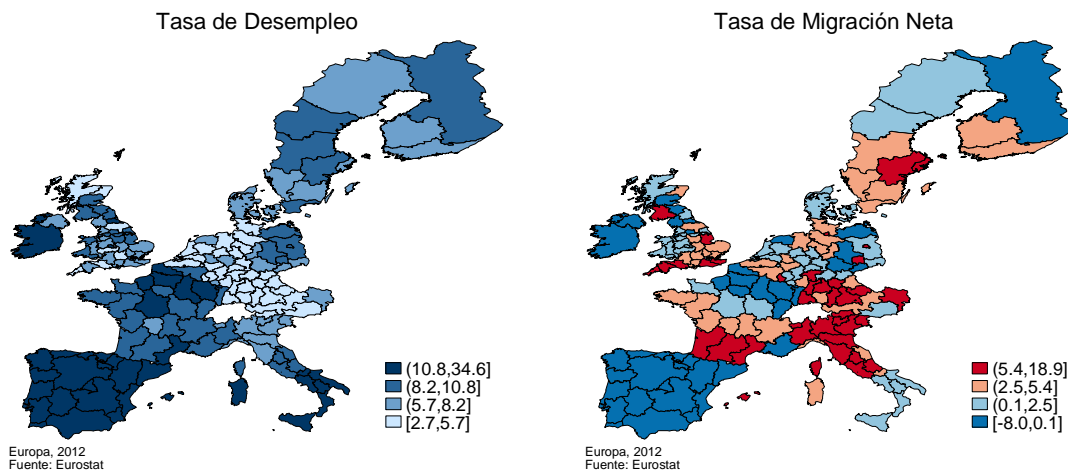 Tasa de Desempleo
(10.8,34.6]
(8.2,10.8]
(5.7,8.2]
[2.7,5.7]
Europa, 2012
Fuente: Eurostat
Tasa de Migración Neta
(5.4,18.9]
(2.5,5.4]
(0.1,2.5]
[-8.0,0.1]
Europa, 2012
Fuente: Eurostat